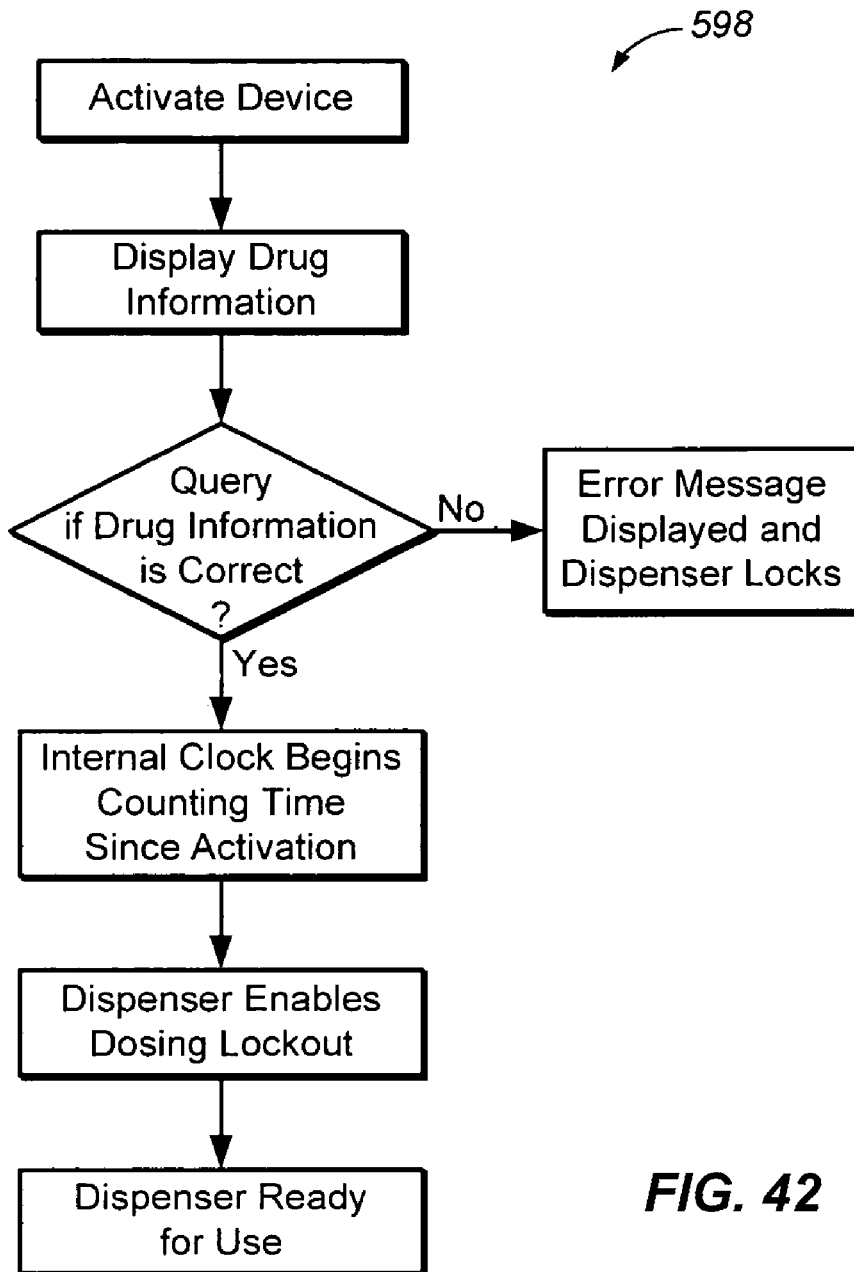 598
Activate Device
Display Drug
Information
Query
if Drug Information
is Correct
?
No
Error Message
Displayed and
Dispenser Locks
Yes
Internal Clock Begins
Counting Time
Since Activation
Dispenser Enables
Dosing Lockout
Dispenser Ready
for Use
FIG. 42